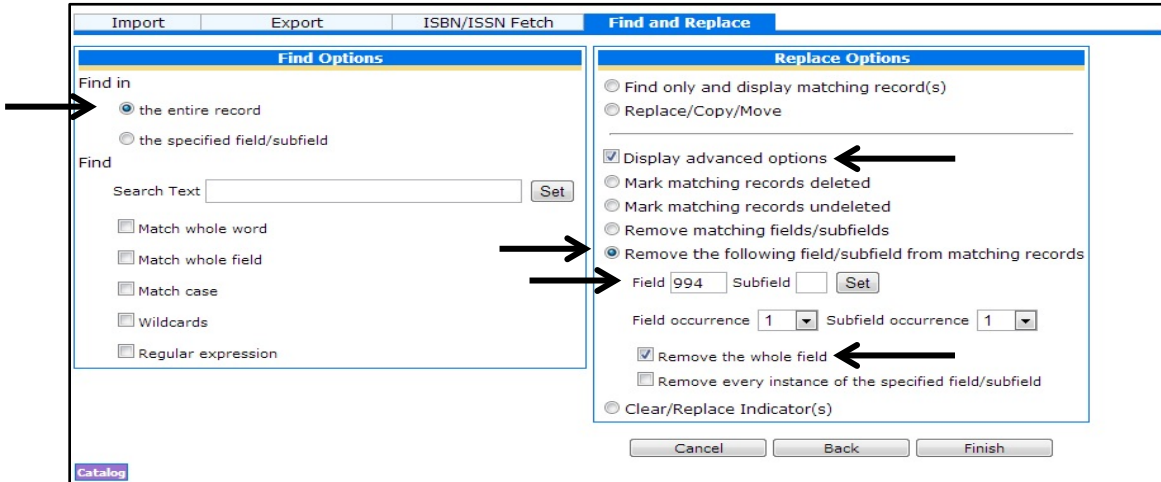 Import Export ISBN/ISSN Fetch Find and Replace
Find Options
Find in
the entire record
the specified field/subfield
Find
Search Text Set
Match whole word
Match whole field
Match case
Wildcards
Regular expression
Replace Options
Find only and display matching record(s)
Replace/Copy/Move
Display advanced options
Mark matching records deleted
Mark matching records undeleted
Remove matching fields/subfields
Remove the following field/subfield from matching records
Field 994 Subfield Set
Field occurrence 1 Subfield occurrence 1
Remove the whole field
Remove every instance of the specified field/subfield
Clear/Replace Indicator(s)
Cancel Back Finish
Catalog